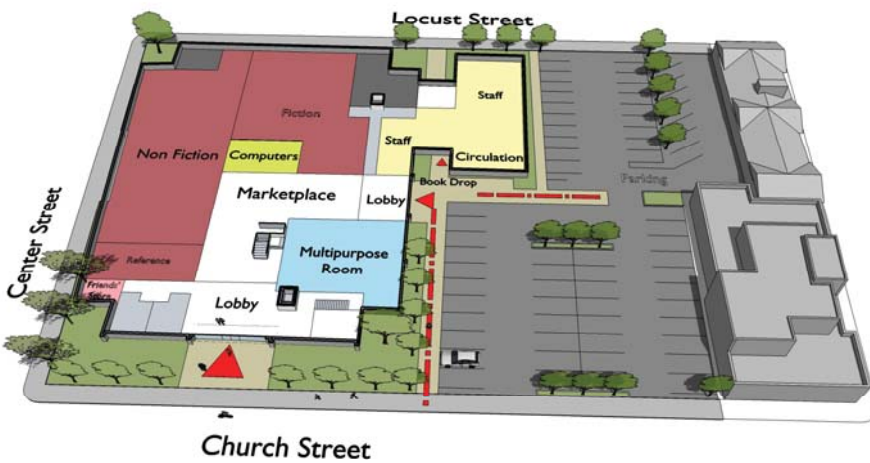 Locust Street
Staff
Fiction
Staff
Non Fiction
Computers
Circulation
Parking
Book Drop
Marketplace
Lobby
Center Street
Multipurpose
Room
Reference
Friends'
Lobby
Church Street